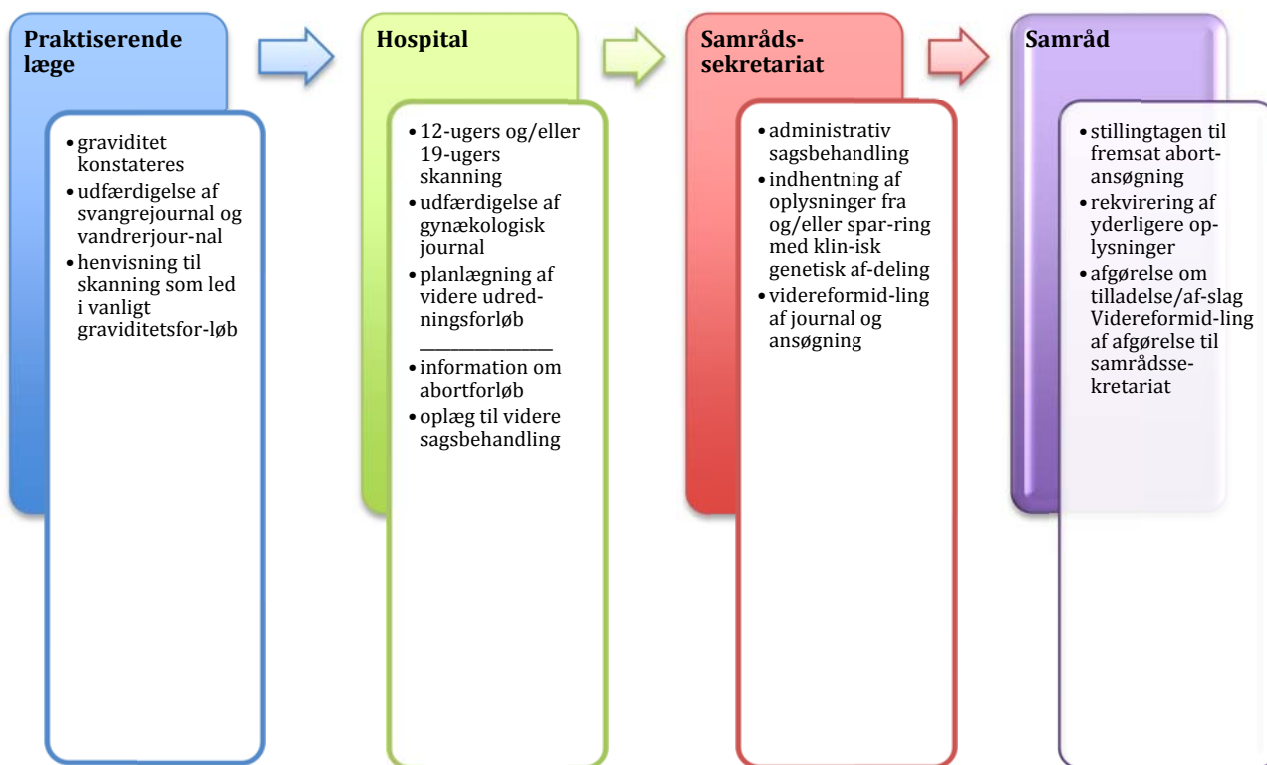 Praktiserende
læge
• graviditet
konstateres
• udfærdigelse af
svangrejournal og
vandrerjour-nal
• henvisning til
skanning som led
i vanligt
graviditetsfor-løb
Hospital
• 12-ugers og/eller
19-ugers
skanning
• udfærdigelse af
gynækologisk
journal
• planlægning af
videre udred-
ningsforløb
_________________
• information om
abortforløb
• oplæg til videre
sagsbehandling
Samråds-
sekretariat
• administrativ
sagsbehandling
• indhentning af
oplysninger fra
og/eller spar-ring
med klin-isk
genetisk af-deling
• videreformid-ling
af journal og
ansøgning
Samråd
• stillingtagen til
fremsat abort-
ansøgning
• rekvirering af
yderligere op-
lysninger
• afgørelse om
tilladelse/af-slag
Videreformid-ling
af afgørelse til
samrådsse-
kretariat